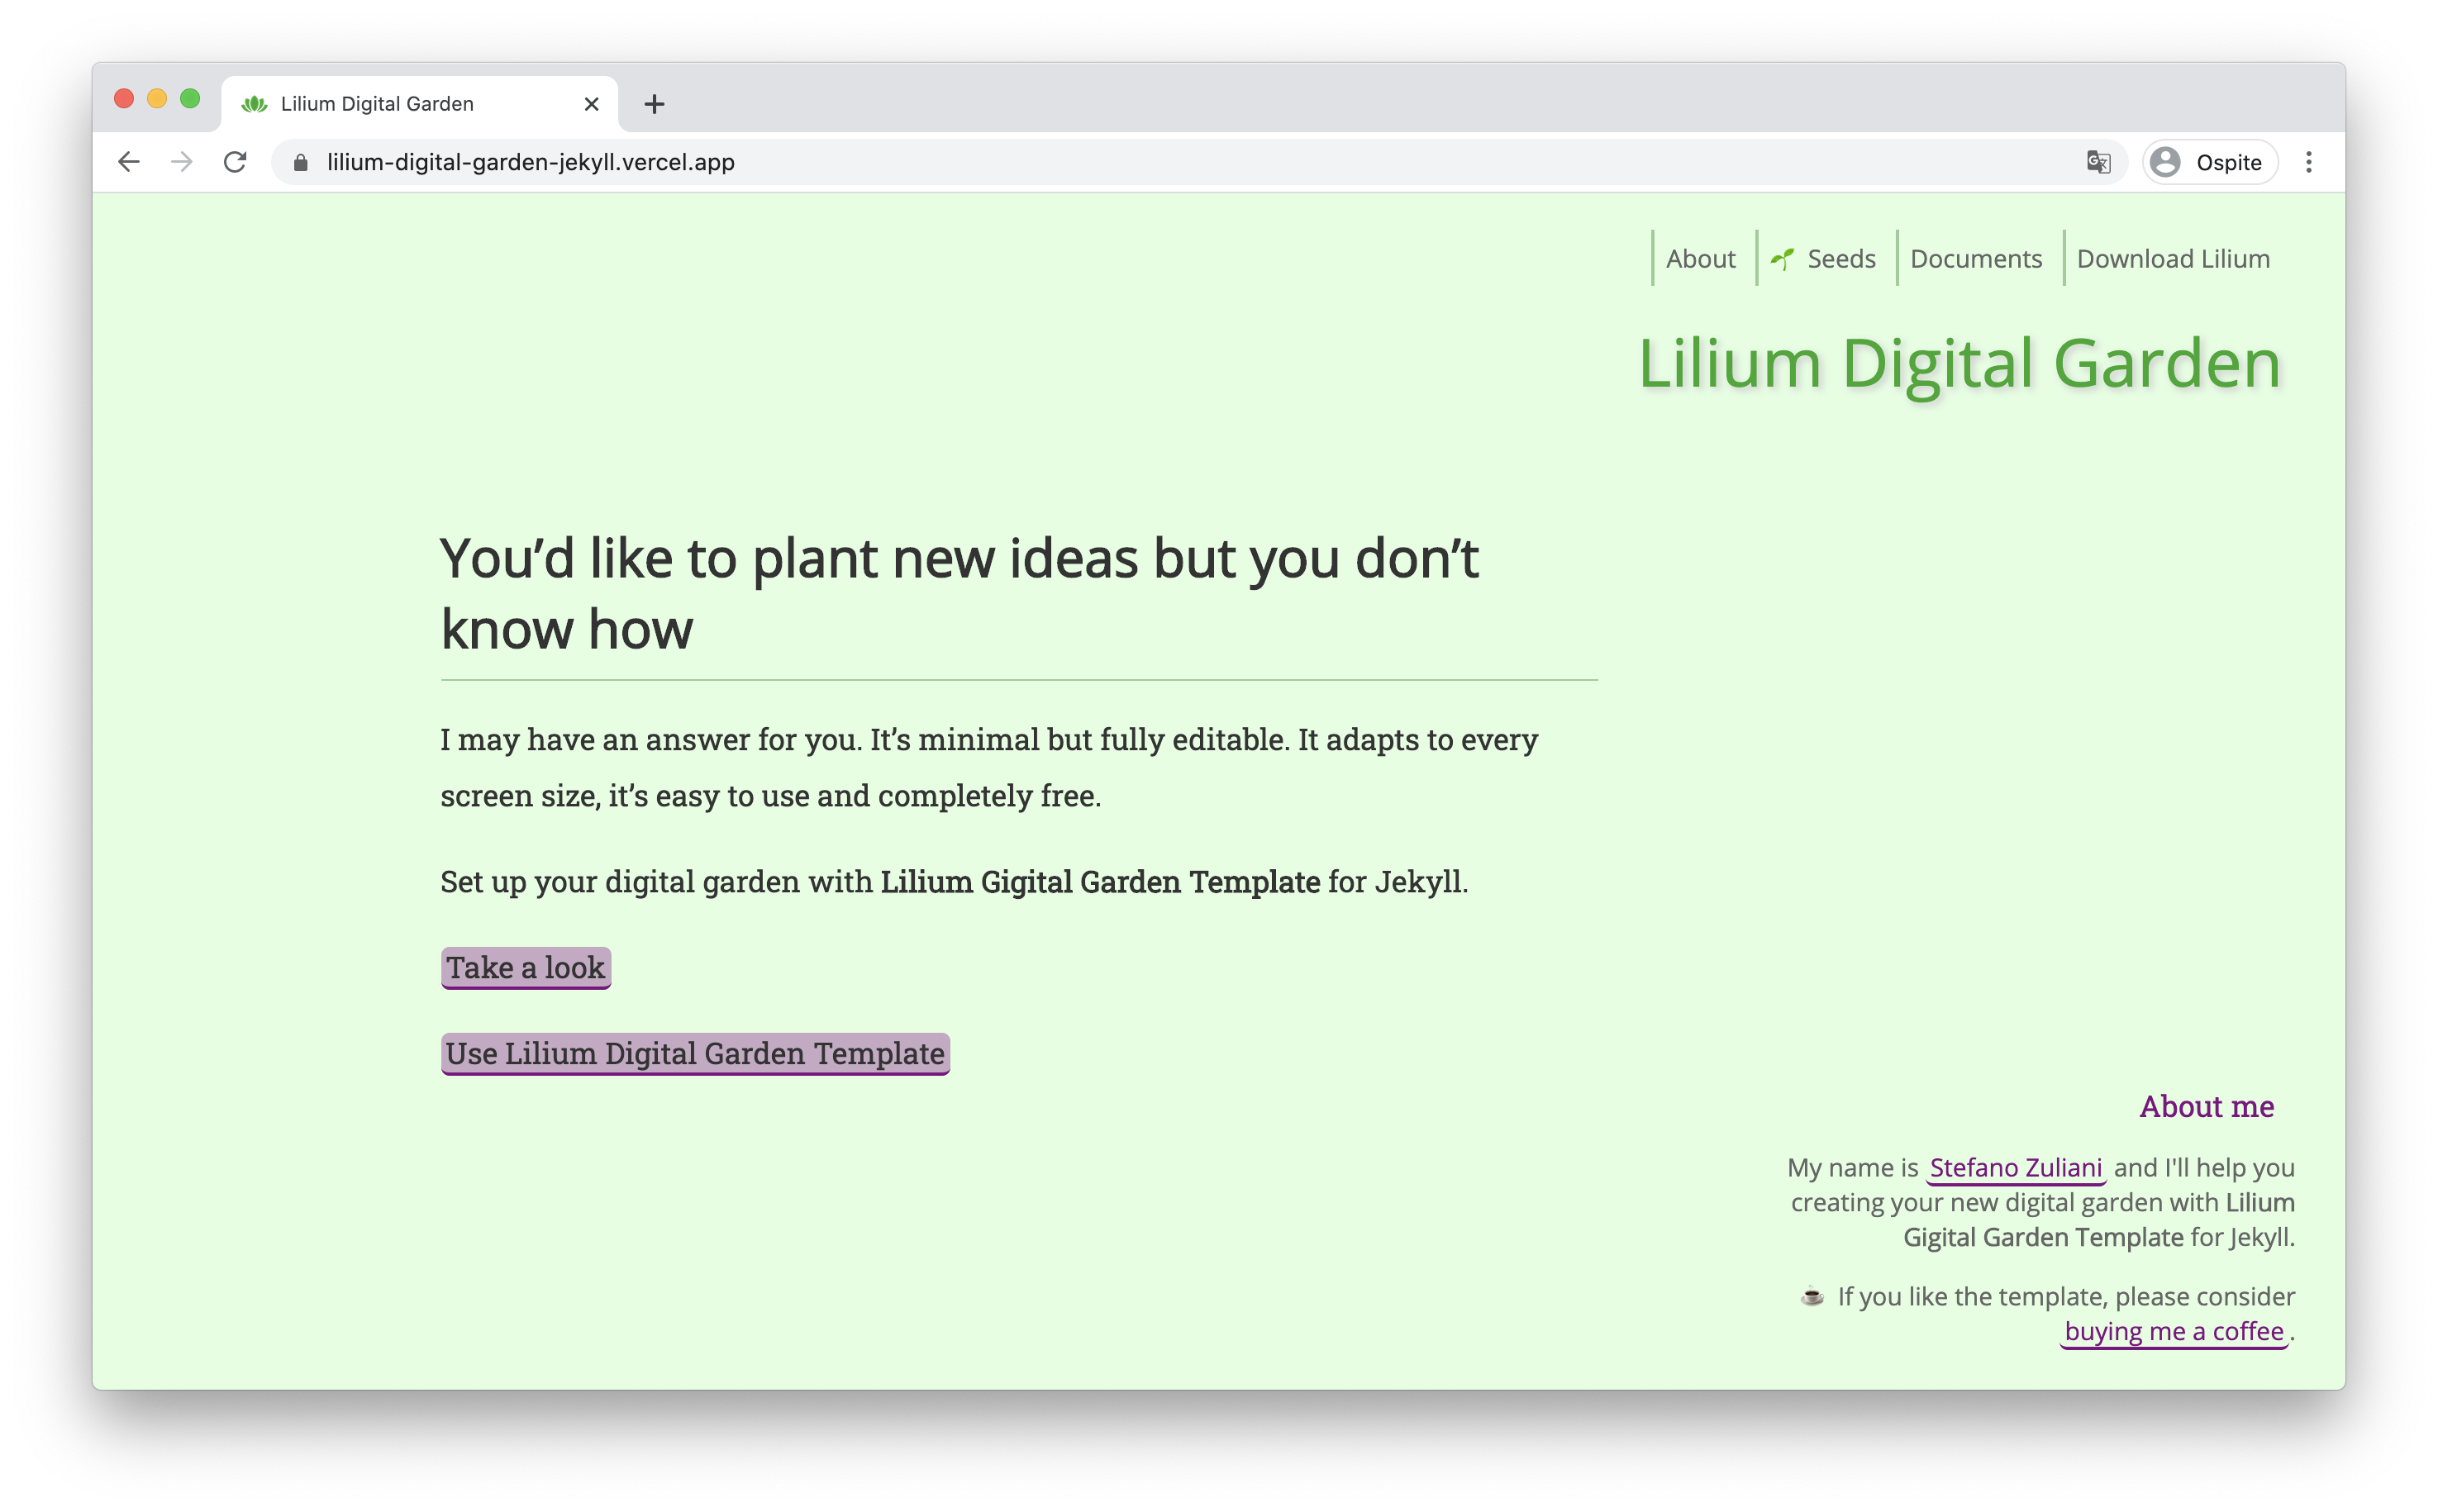 Lilium Digital Garden
lilium-digital-garden-jekyll.vercel.app
Ospite
About
Seeds
Documents
Download Lilium
Lilium Digital Garden
You’d like to plant new ideas but you don’t
know how
I may have an answer for you. It’s minimal but fully editable. It adapts to every
screen size, it’s easy to use and completely free.
Set up your digital garden with Lilium Gigital Garden Template for Jekyll.
Take a look
Use Lilium Digital Garden Template
About me
My name is Stefano Zuliani and I'll help you
creating your new digital garden with Lilium
Gigital Garden Template for Jekyll.
If you like the template, please consider
buying me a coffee.